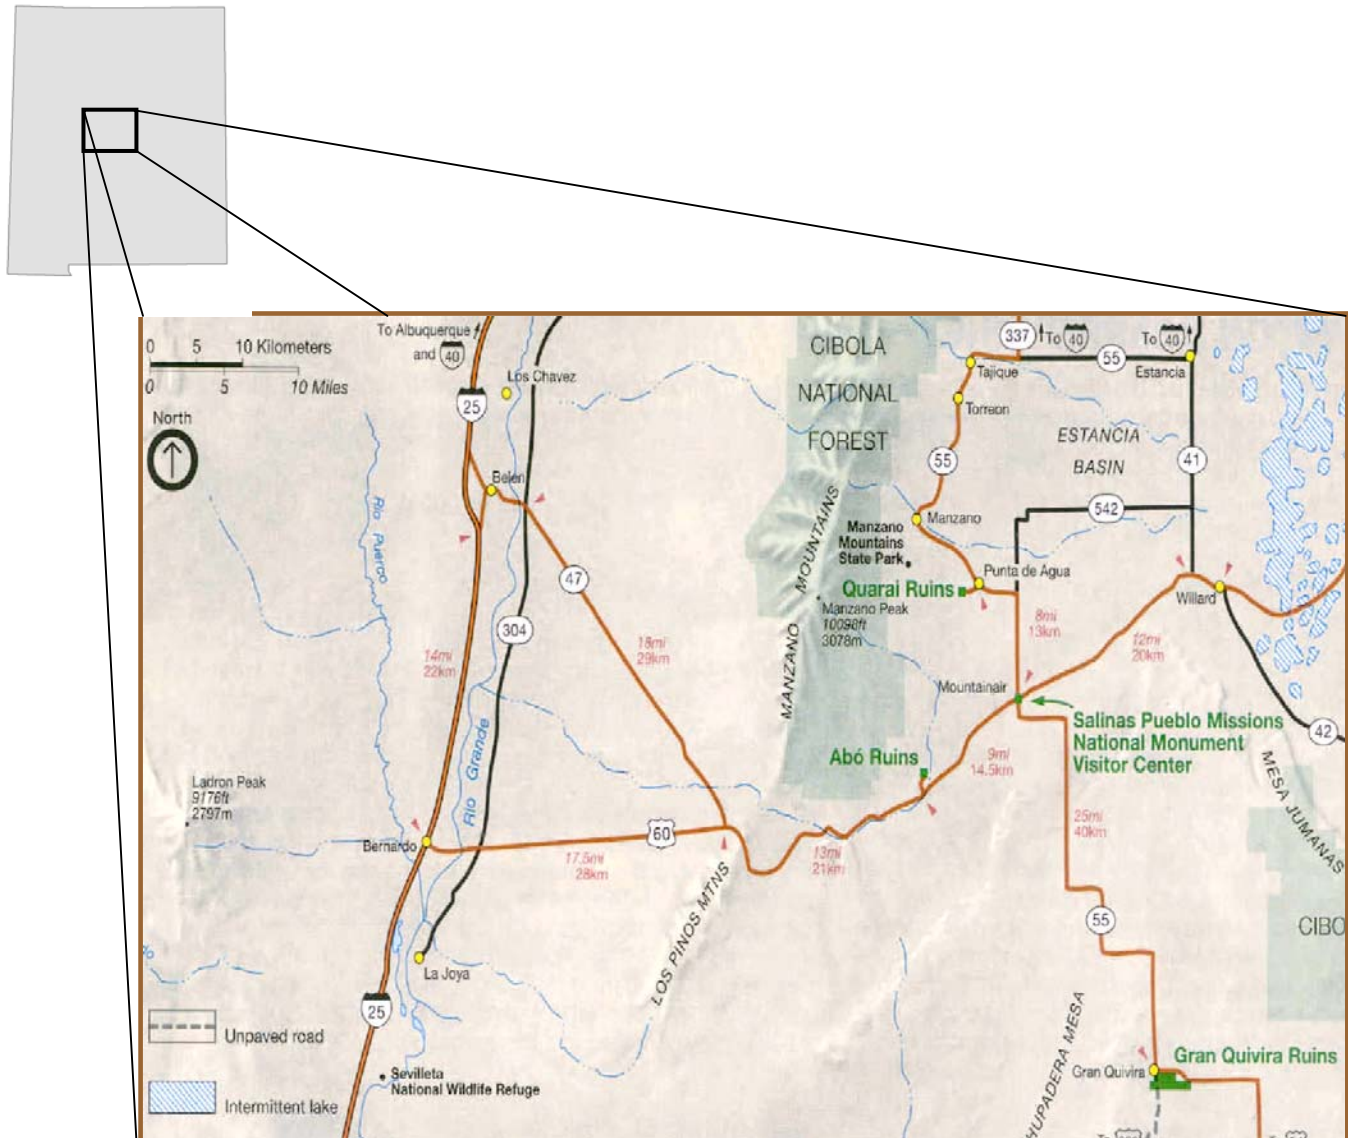 To Albuquerque
and 40
0 5 10 Kilometers
0 5 10 Miles
North
25
Los Chavez
CIBOLA
NATIONAL
FOREST
337
To 40
To 40
55
Tajique
Estancia
Torreon
ESTANCIA
BASIN
55
41
Belen
542
Manzano
Manzano
Mountains
State Park
Rio Puerco
47
Punta de Agua
Quarai Ruins
Willard
MANZANO MOUNTAINS
Manzano Peak
10098ft
3078m
304
8mi
13km
18mi
29km
14mi
22km
12mi
20km
Mountainair
Salinas Pueblo Missions
National Monument
Visitor Center
42
Rio Grande
Abó Ruins
9mi
14.5km
MESA JUMANAS
Ladron Peak
9176ft
2797m
25mi
40km
Bernardo
60
17.5mi
28km
13mi
21km
LOS PINOS MTNS
55
CIBO
La Joya
25
Unpaved road
HUPADERA MESA
Gran Quivira Ruins
Gran Quivira
Sevilleta
National Wildlife Refuge
Intermittent lake